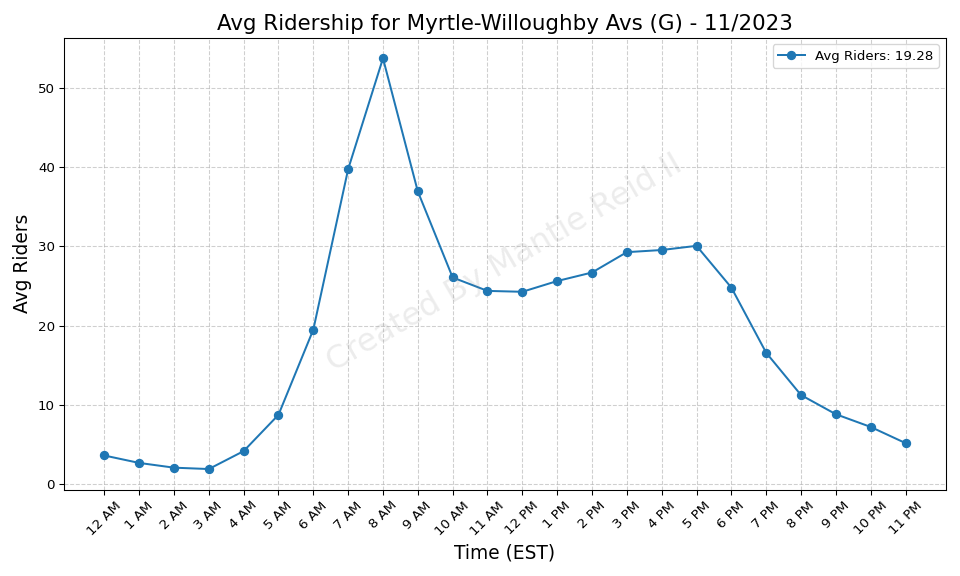 Avg Ridership for Myrtle-Willoughby Avs (G) - 11/2023
Avg Riders: 19.28
50
40
30
20
10
0
Avg Riders
Created By Mantle Reid II
12 AM
1 AM
2 AM
3 AM
4 AM
5 AM
6 AM
7 AM
8 AM
9 AM
10 AM
11 AM
12 PM
1 PM
2 PM
3 PM
4 PM
5 PM
6 PM
7 PM
8 PM
9 PM
10 PM
11 PM
Time (EST)